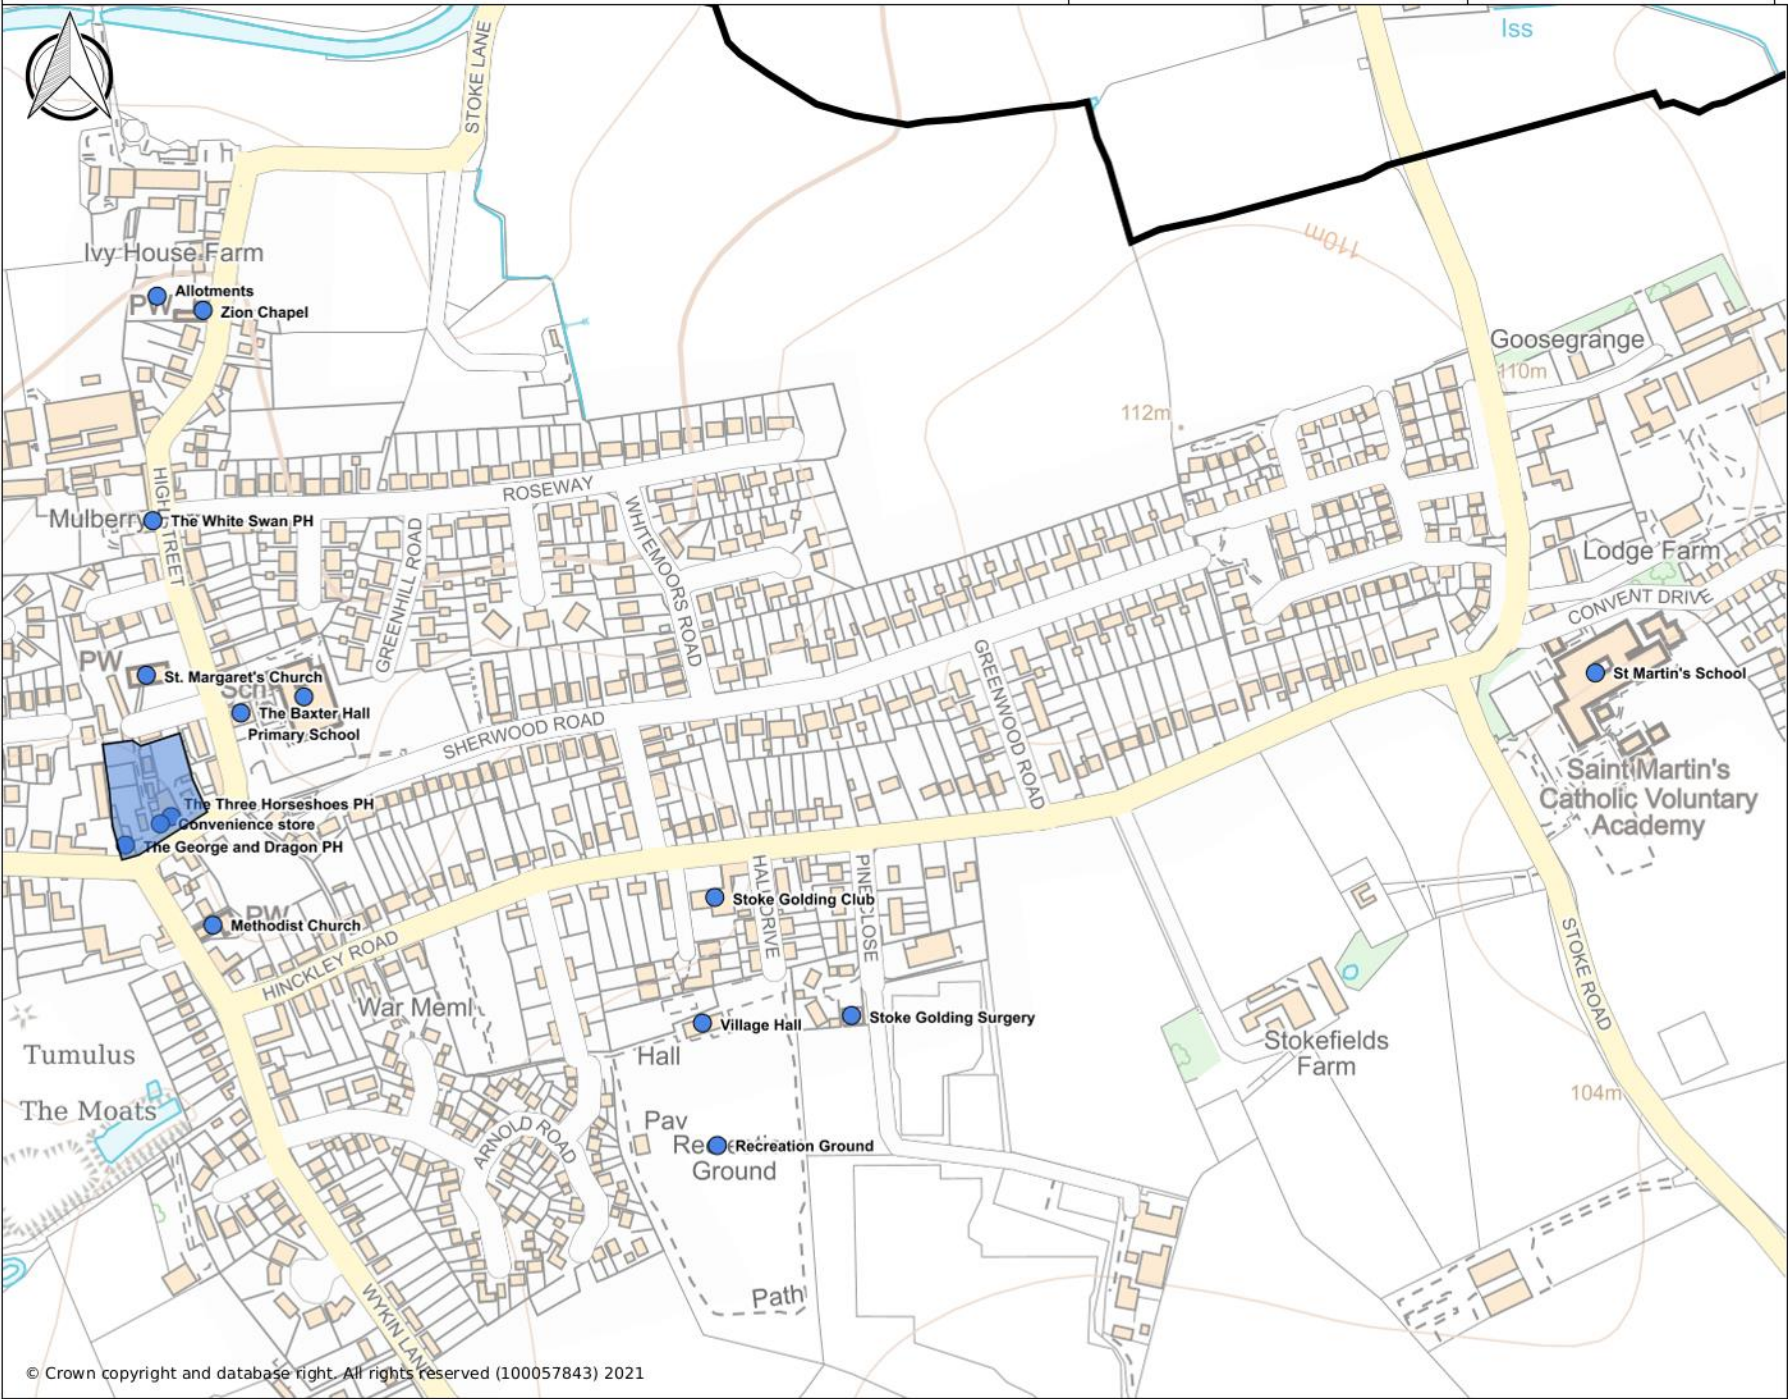 Iss
STOKE LANE
110m
Ivy House Farm
Allotments
PW
Zion Chapel
Goosegrange
110m
112m
ROSEWAY
HIGH STREET
Mulberry
The White Swan PH
WHITEMOORS ROAD
GREENHILL ROAD
Lodge Farm
CONVENT DRIVE
PW
St. Margaret's Church
Sch
The Baxter Hall
Primary School
GREENWOOD ROAD
St Martin's School
SHERWOOD ROAD
Saint Martin's
Catholic Voluntary
Academy
The Three Horseshoes PH
Convenience store
The George and Dragon PH
HALL DRIVE
PINE CLOSE
Stoke Golding Club
PW
Methodist Church
HINCKLEY ROAD
STOKE ROAD
War Meml
Village Hall
Stoke Golding Surgery
Hall
Stokefields
Farm
Tumulus
The Moats
104m
ARNOLD ROAD
Pav
Recreation Ground
Recreation
Ground
Path
WYKIN LANE
© Crown copyright and database right. All rights reserved (100057843) 2021